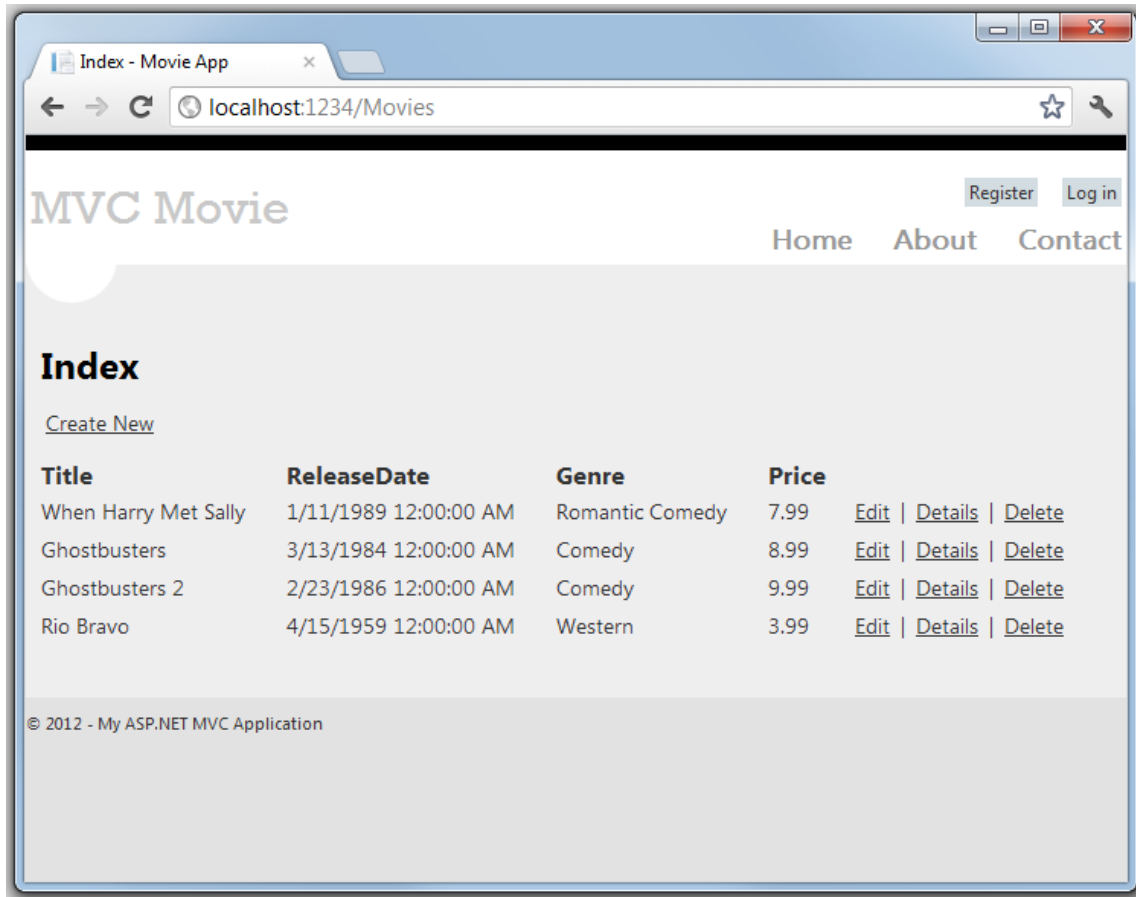 Index - Movie App
localhost:1234/Movies
MVC Movie
Register Log in
Home About Contact
Index
Create New
Title ReleaseDate Genre Price
When Harry Met Sally 1/11/1989 12:00:00 AM Romantic Comedy 7.99 Edit | Details | Delete
Ghostbusters 3/13/1984 12:00:00 AM Comedy 8.99 Edit | Details | Delete
Ghostbusters 2 2/23/1986 12:00:00 AM Comedy 9.99 Edit | Details | Delete
Rio Bravo 4/15/1959 12:00:00 AM Western 3.99 Edit | Details | Delete
© 2012 - My ASP.NET MVC Application